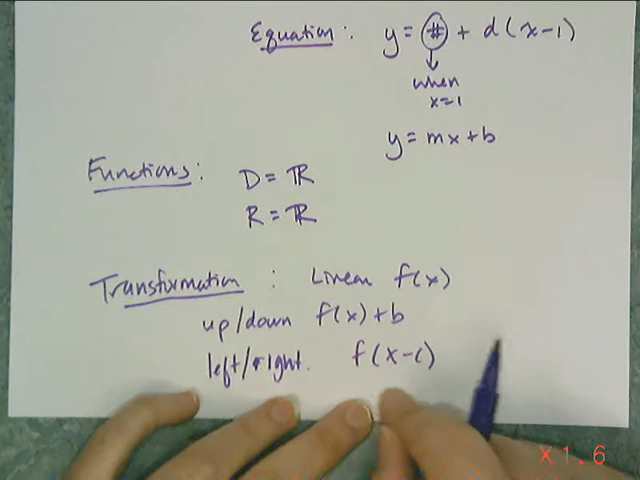 Equation: y = # + d(x-1)
when
x=1
y = mx+b
Functions: D = ℝ
R = ℝ
Transformation : Linear f(x)
up/down f(x)+b
left/right. f(x-c)
x1.6